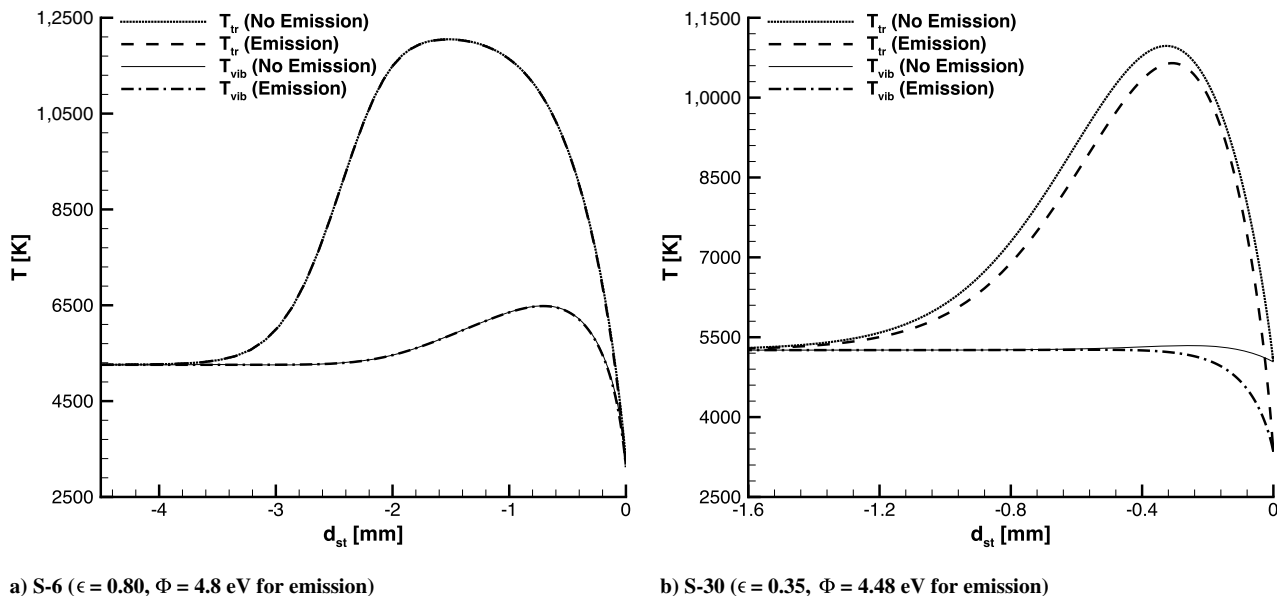 1,2500
1,0500
8500
6500
4500
2500
T [K]
-4
-3
-2
-1
0
d_st [mm]
T_tr (No Emission)
T_tr (Emission)
T_vib (No Emission)
T_vib (Emission)
a) S-6 (ϵ = 0.80, Φ = 4.8 eV for emission)
1,1500
1,0000
8500
7000
5500
4000
2500
T [K]
-1.6
-1.2
-0.8
-0.4
0
d_st [mm]
T_tr (No Emission)
T_tr (Emission)
T_vib (No Emission)
T_vib (Emission)
b) S-30 (ϵ = 0.35, Φ = 4.48 eV for emission)